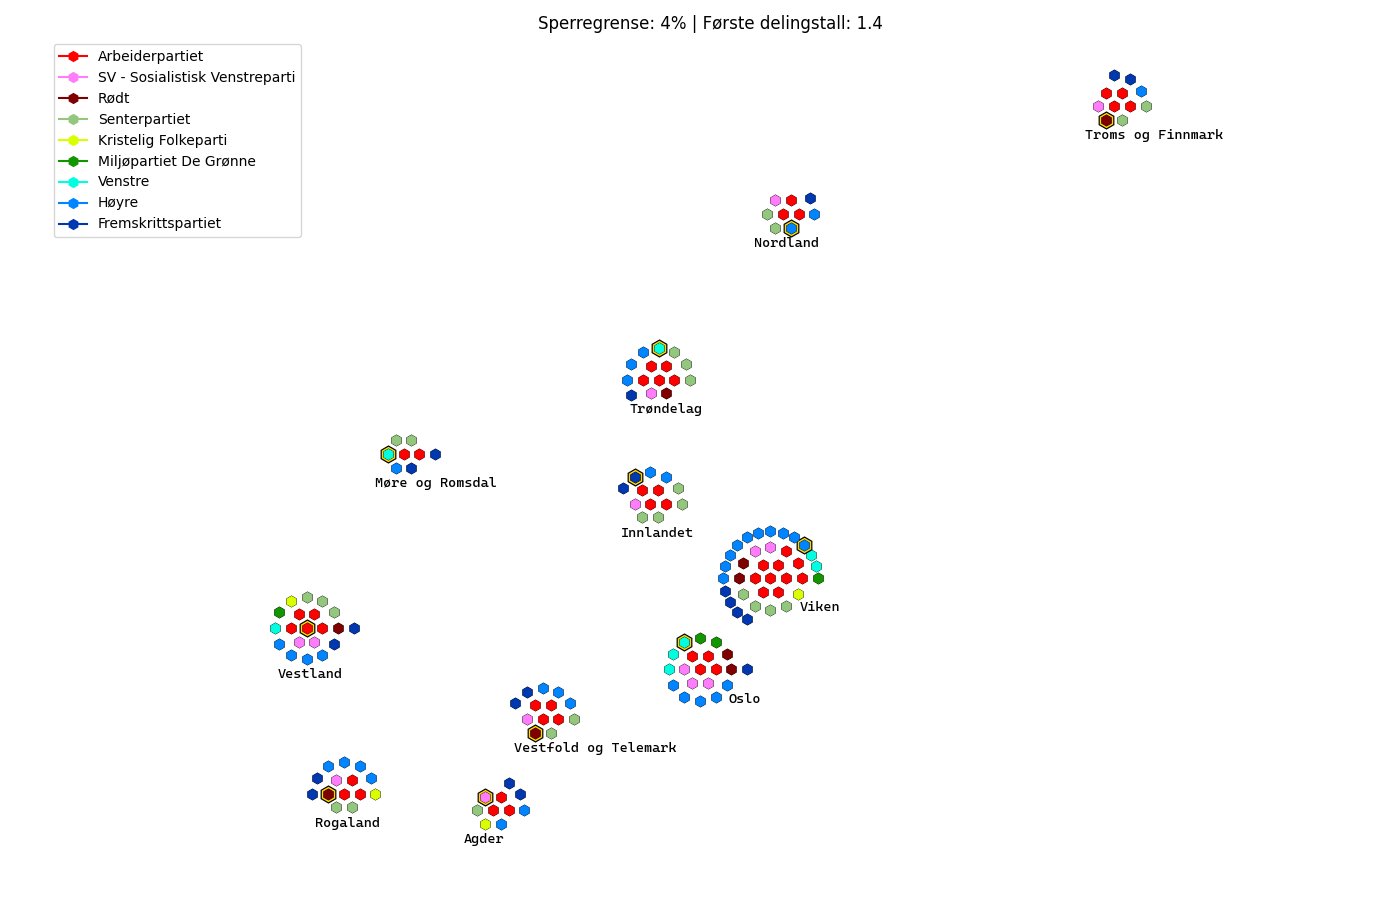 Sperregrense: 4% | Første delingstall: 1.4
Arbeiderpartiet
SV - Sosialistisk Venstreparti
Rødt
Senterpartiet
Kristelig Folkeparti
Miljøpartiet De Grønne
Venstre
Høyre
Fremskrittspartiet
Troms og Finnmark
Nordland
Trøndelag
Møre og Romsdal
Innlandet
Viken
Vestland
Oslo
Vestfold og Telemark
Rogaland
Agder